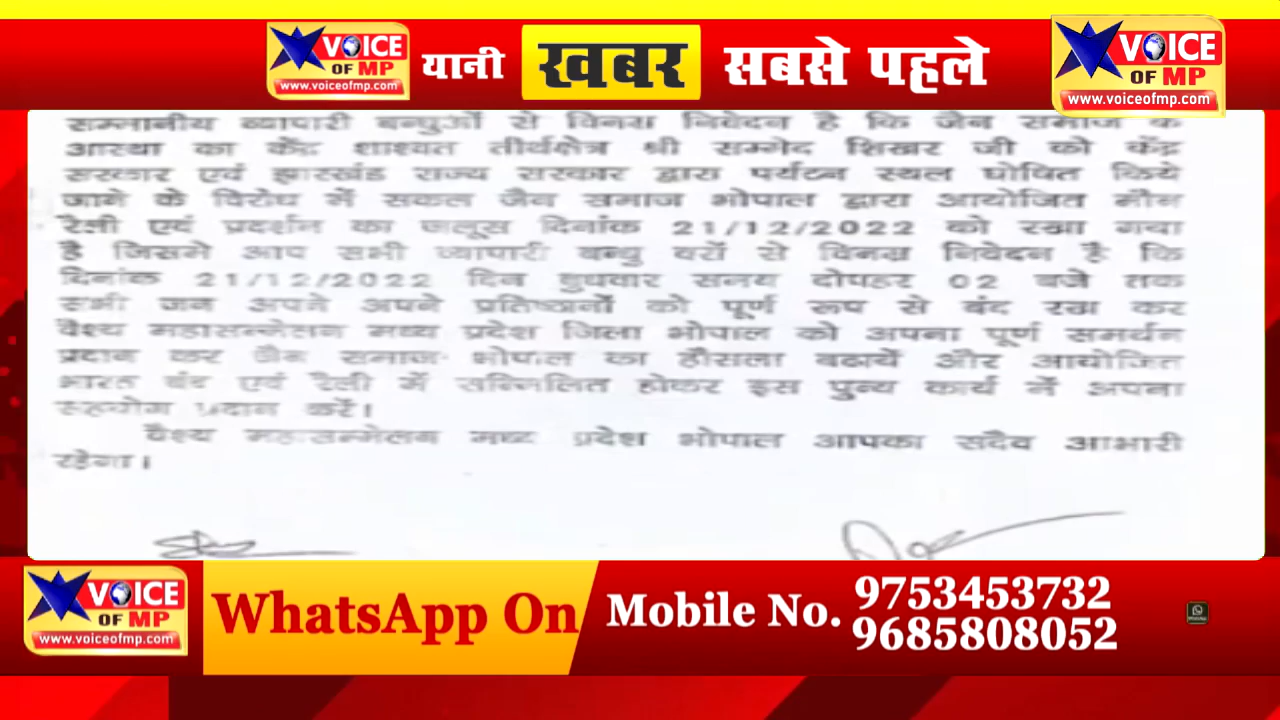 VOICE
OF MP
www.voiceofmp.com
यानी
खबर
सबसे पहले
VOICE
OF MP
www.voiceofmp.com
सम्मानीय व्यापारी बन्धुओं से विनम्र निवेदन है कि जैन समाज के
आस्था का केंद्र शाश्वत तीर्थक्षेत्र श्री सम्मेद शिखर जी को केंद्र
सरकार एवं झारखंड राज्य सरकार द्वारा पर्यटन स्थल घोषित किये
जाने के विरोध में सकल जैन समाज भोपाल द्वारा आयोजित मौन
रैली एवं प्रदर्शन का जलूस दिनांक 21/12/2022 को रखा गया
है जिसमे आप सभी व्यापारी बन्धु वरों से विनम्र निवेदन है कि
दिनांक 21/12/2022 दिन बुधवार समय दोपहर 02 बजे तक
सभी जन अपने अपने प्रतिष्ठानों को पूर्ण रूप से बंद रख कर
वैश्य महासम्मेलन मध्य प्रदेश जिला भोपाल को अपना पूर्ण समर्थन
प्रदान कर जैन समाज भोपाल का हौसला बढायें और आयोजित
भारत बंद एवं रैली में सम्मिलित होकर इस पुन्य कार्य में अपना
सहयोग प्रदान करें।
वैश्य महासम्मेलन मध्य प्रदेश भोपाल आपका सदैव आभारी
रहेगा।
VOICE
OF MP
www.voiceofmp.com
WhatsApp On
Mobile No.
9753453732
9685808052